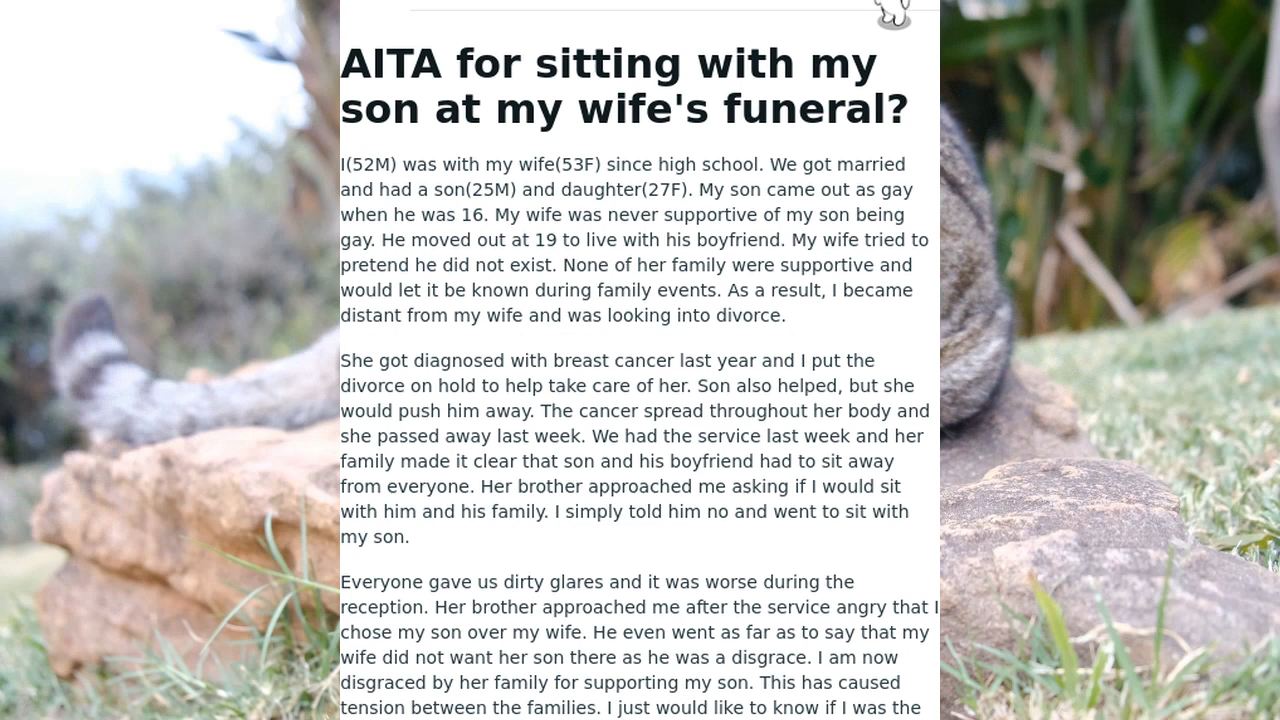 AITA for sitting with my
son at my wife's funeral?
I(52M) was with my wife(53F) since high school. We got married
and had a son(25M) and daughter(27F). My son came out as gay
when he was 16. My wife was never supportive of my son being
gay. He moved out at 19 to live with his boyfriend. My wife tried to
pretend he did not exist. None of her family were supportive and
would let it be known during family events. As a result, I became
distant from my wife and was looking into divorce.
She got diagnosed with breast cancer last year and I put the
divorce on hold to help take care of her. Son also helped, but she
would push him away. The cancer spread throughout her body and
she passed away last week. We had the service last week and her
family made it clear that son and his boyfriend had to sit away
from everyone. Her brother approached me asking if I would sit
with him and his family. I simply told him no and went to sit with
my son.
Everyone gave us dirty glares and it was worse during the
reception. Her brother approached me after the service angry that I
chose my son over my wife. He even went as far as to say that my
wife did not want her son there as he was a disgrace. I am now
disgraced by her family for supporting my son. This has caused
tension between the families. I just would like to know if I was the